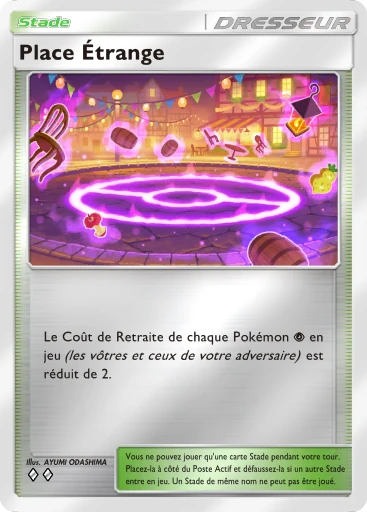 Stade
DRESSEUR
Place Étrange
Le Coût de Retraite de chaque Pokémon en
jeu (les vôtres et ceux de votre adversaire) est
réduit de 2.
Illus. AYUMI ODASHIMA
Vous ne pouvez jouer qu'une carte Stade pendant votre tour.
Placez-la à côté du Poste Actif et défaussez-la si un autre Stade
entre en jeu. Un Stade de même nom ne peut pas être joué.